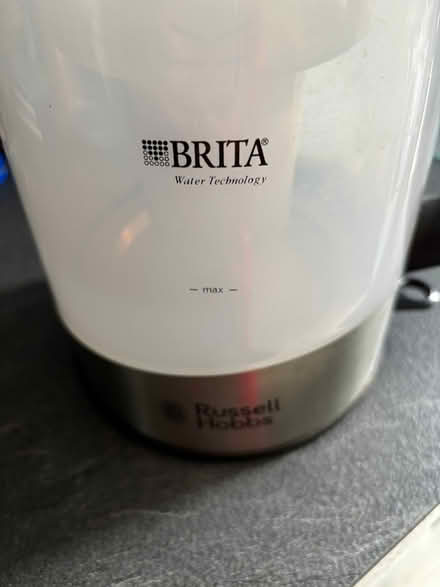 BRITA®
Water Technology
— max —
Russell
Hobbs